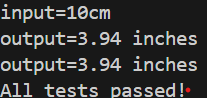 input=10cm
output=3.94 inches
output=3.94 inches
All tests passed!